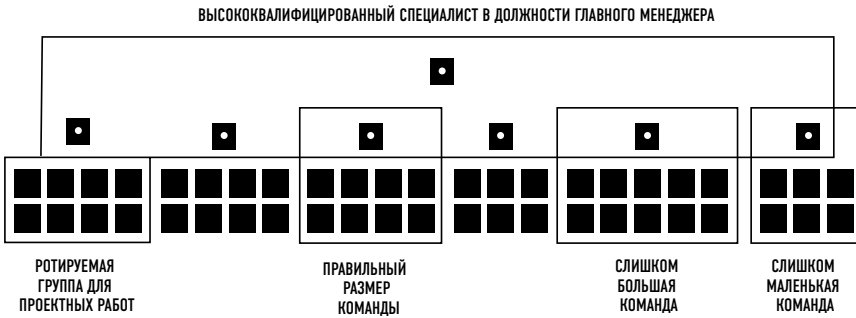 ВЫСОКОКВАЛИФИЦИРОВАННЫЙ СПЕЦИАЛИСТ В ДОЛЖНОСТИ ГЛАВНОГО МЕНЕДЖЕРА
РОТИРУЕМАЯ
ГРУППА ДЛЯ
ПРОЕКТНЫХ РАБОТ
ПРАВИЛЬНЫЙ
РАЗМЕР
КОМАНДЫ
СЛИШКОМ
БОЛЬШАЯ
КОМАНДА
СЛИШКОМ
МАЛЕНЬКАЯ
КОМАНДА